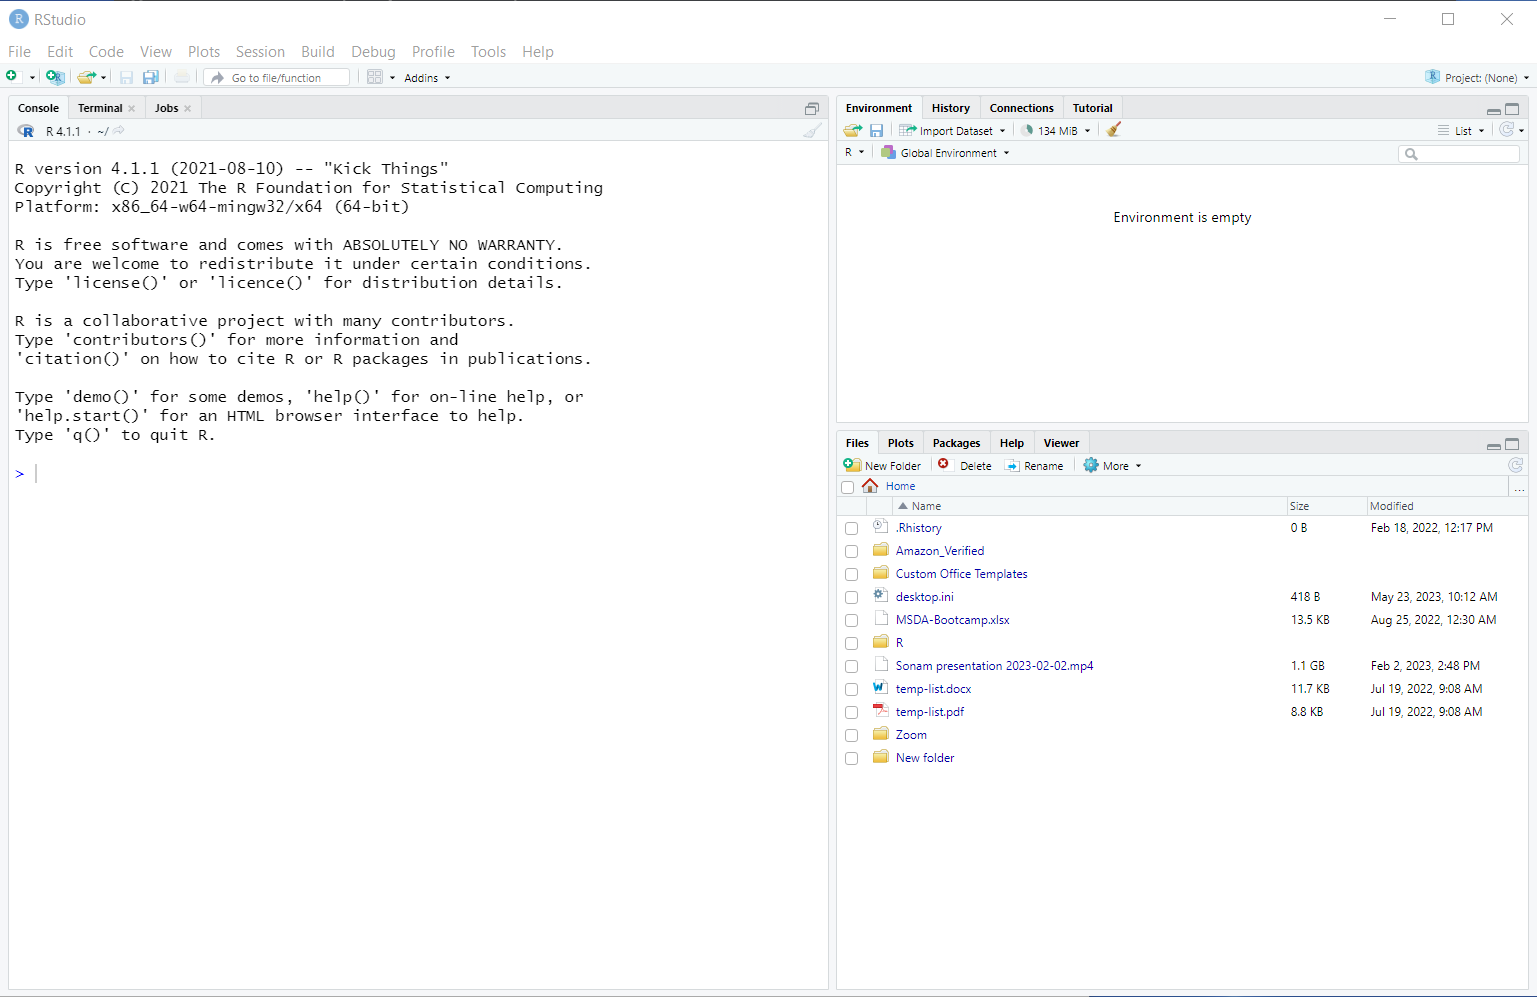 RStudio
File Edit Code View Plots Session Build Debug Profile Tools Help
Go to file/function Addins Project: (None)
Console Terminal Jobs
R 4.1.1 · ~/
R version 4.1.1 (2021-08-10) -- "Kick Things"
Copyright (C) 2021 The R Foundation for Statistical Computing
Platform: x86_64-w64-mingw32/x64 (64-bit)
R is free software and comes with ABSOLUTELY NO WARRANTY.
You are welcome to redistribute it under certain conditions.
Type 'license()' or 'licence()' for distribution details.
R is a collaborative project with many contributors.
Type 'contributors()' for more information and
'citation()' on how to cite R or R packages in publications.
Type 'demo()' for some demos, 'help()' for on-line help, or
'help.start()' for an HTML browser interface to help.
Type 'q()' to quit R.
>
Environment History Connections Tutorial
Import Dataset 134 MiB List
R Global Environment
Environment is empty
Files Plots Packages Help Viewer
New Folder Delete Rename More
Home ...
Name Size Modified
.Rhistory 0 B Feb 18, 2022, 12:17 PM
Amazon_Verified
Custom Office Templates
desktop.ini 418 B May 23, 2023, 10:12 AM
MSDA-Bootcamp.xlsx 13.5 KB Aug 25, 2022, 12:30 AM
R
Sonam presentation 2023-02-02.mp4 1.1 GB Feb 2, 2023, 2:48 PM
temp-list.docx 11.7 KB Jul 19, 2022, 9:08 AM
temp-list.pdf 8.8 KB Jul 19, 2022, 9:08 AM
Zoom
New folder